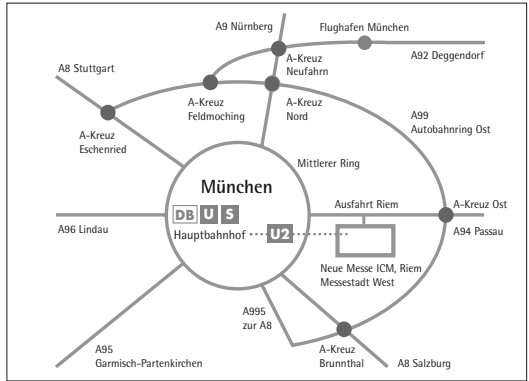 A9 Nürnberg
Flughafen München
A92 Deggendorf
A-Kreuz
Neufahrn
A8 Stuttgart
A-Kreuz
Feldmoching
A-Kreuz
Nord
A99
Autobahnring Ost
A-Kreuz
Eschenried
Mittlerer Ring
München
DB U S
Hauptbahnhof
U2
Ausfahrt Riem
A-Kreuz Ost
A94 Passau
A96 Lindau
Neue Messe ICM, Riem
Messestadt West
A995
zur A8
A-Kreuz
Brunnthal
A95
Garmisch-Partenkirchen
A8 Salzburg